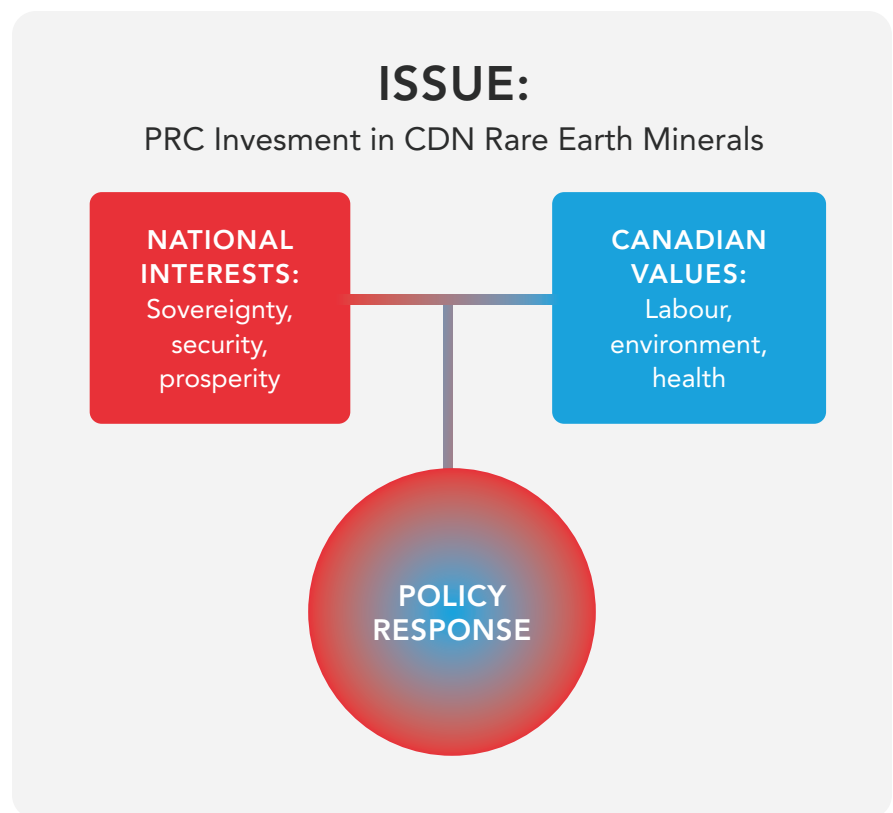 ISSUE:
PRC Invesment in CDN Rare Earth Minerals
NATIONAL
INTERESTS:
Sovereignty,
security,
prosperity
CANADIAN
VALUES:
Labour,
environment,
health
POLICY
RESPONSE